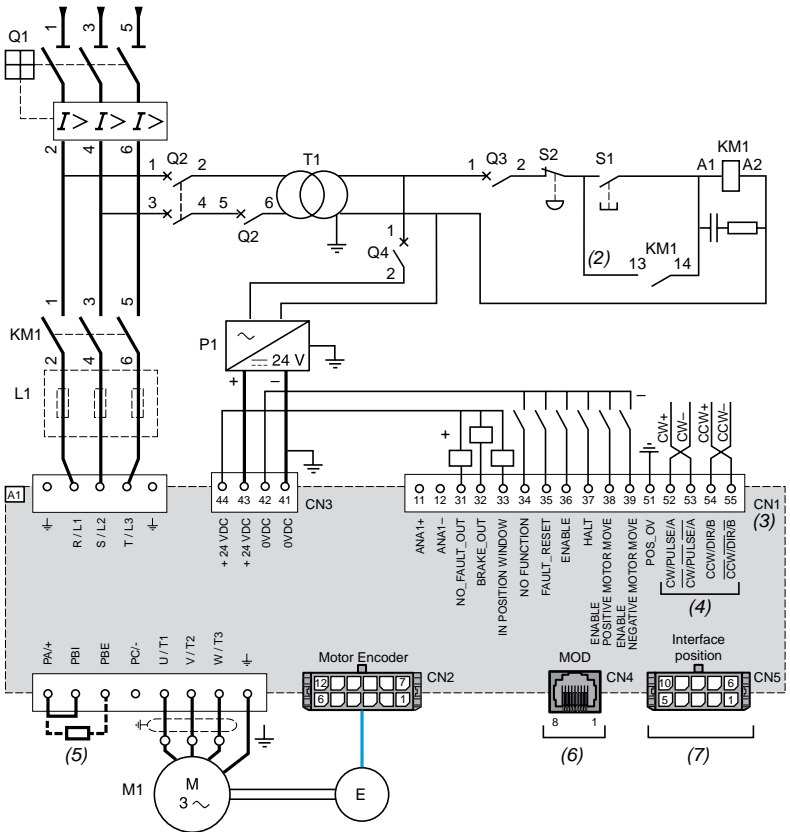 1 3 5
Q1
I> I> I>
2 4 6
1 Q2 2
T1
1 Q3 2
S2
S1
KM1
A1 A2
3 4 5 6
Q2
1
Q4
2
(2)
KM1
13 14
1 3 5
KM1
2 4 6
P1
24 V
+ –
L1
+
–
CW+
CW–
CCW+
CCW–
A1
R / L1
S / L2
T / L3
44 43 42 41
CN3
+ 24 VDC
+ 24 VDC
0VDC
0VDC
11 12 31 32 33 34 35 36 37 38 39 51 52 53 54 55
CN1
(3)
ANA1+
ANA1–
NO_FAULT_OUT
BRAKE_OUT
IN POSITION WINDOW
NO FUNCTION
FAULT_RESET
ENABLE
HALT
ENABLE
POSITIVE MOTOR MOVE
ENABLE
NEGATIVE MOTOR MOVE
POS_OV
CW/PULSE/A
CW/PULSE/A
CCW/DIR/B
CCW/DIR/B
(4)
PA/+
PBI
PBE
PC/-
U / T1
V / T2
W / T3
Motor Encoder
12 7
6 1
CN2
MOD
CN4
8 1
(6)
Interface
position
10 6
5 1
CN5
(7)
(5)
M1
M
3
E